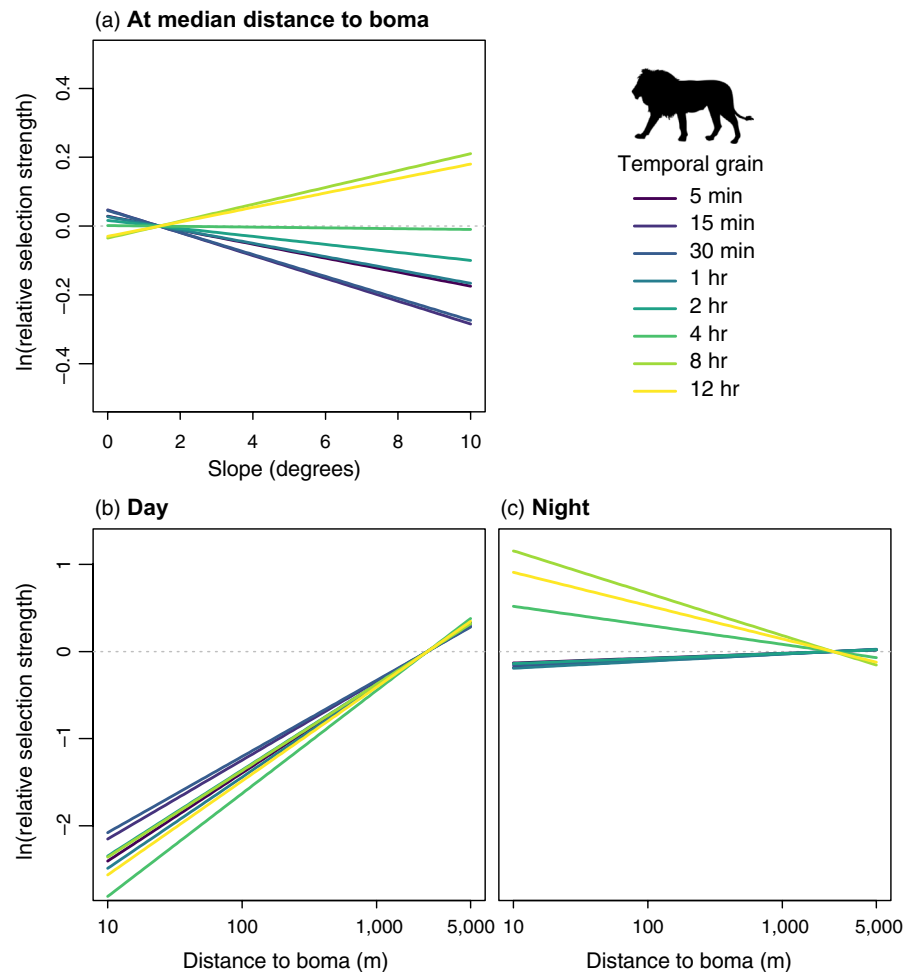 (a) At median distance to boma
ln(relative selection strength)
0.4
0.2
0.0
−0.2
−0.4
0 2 4 6 8 10
Slope (degrees)
Temporal grain
5 min
15 min
30 min
1 hr
2 hr
4 hr
8 hr
12 hr
(b) Day
ln(relative selection strength)
1
0
−1
−2
10 100 1,000 5,000
Distance to boma (m)
(c) Night
10 100 1,000 5,000
Distance to boma (m)